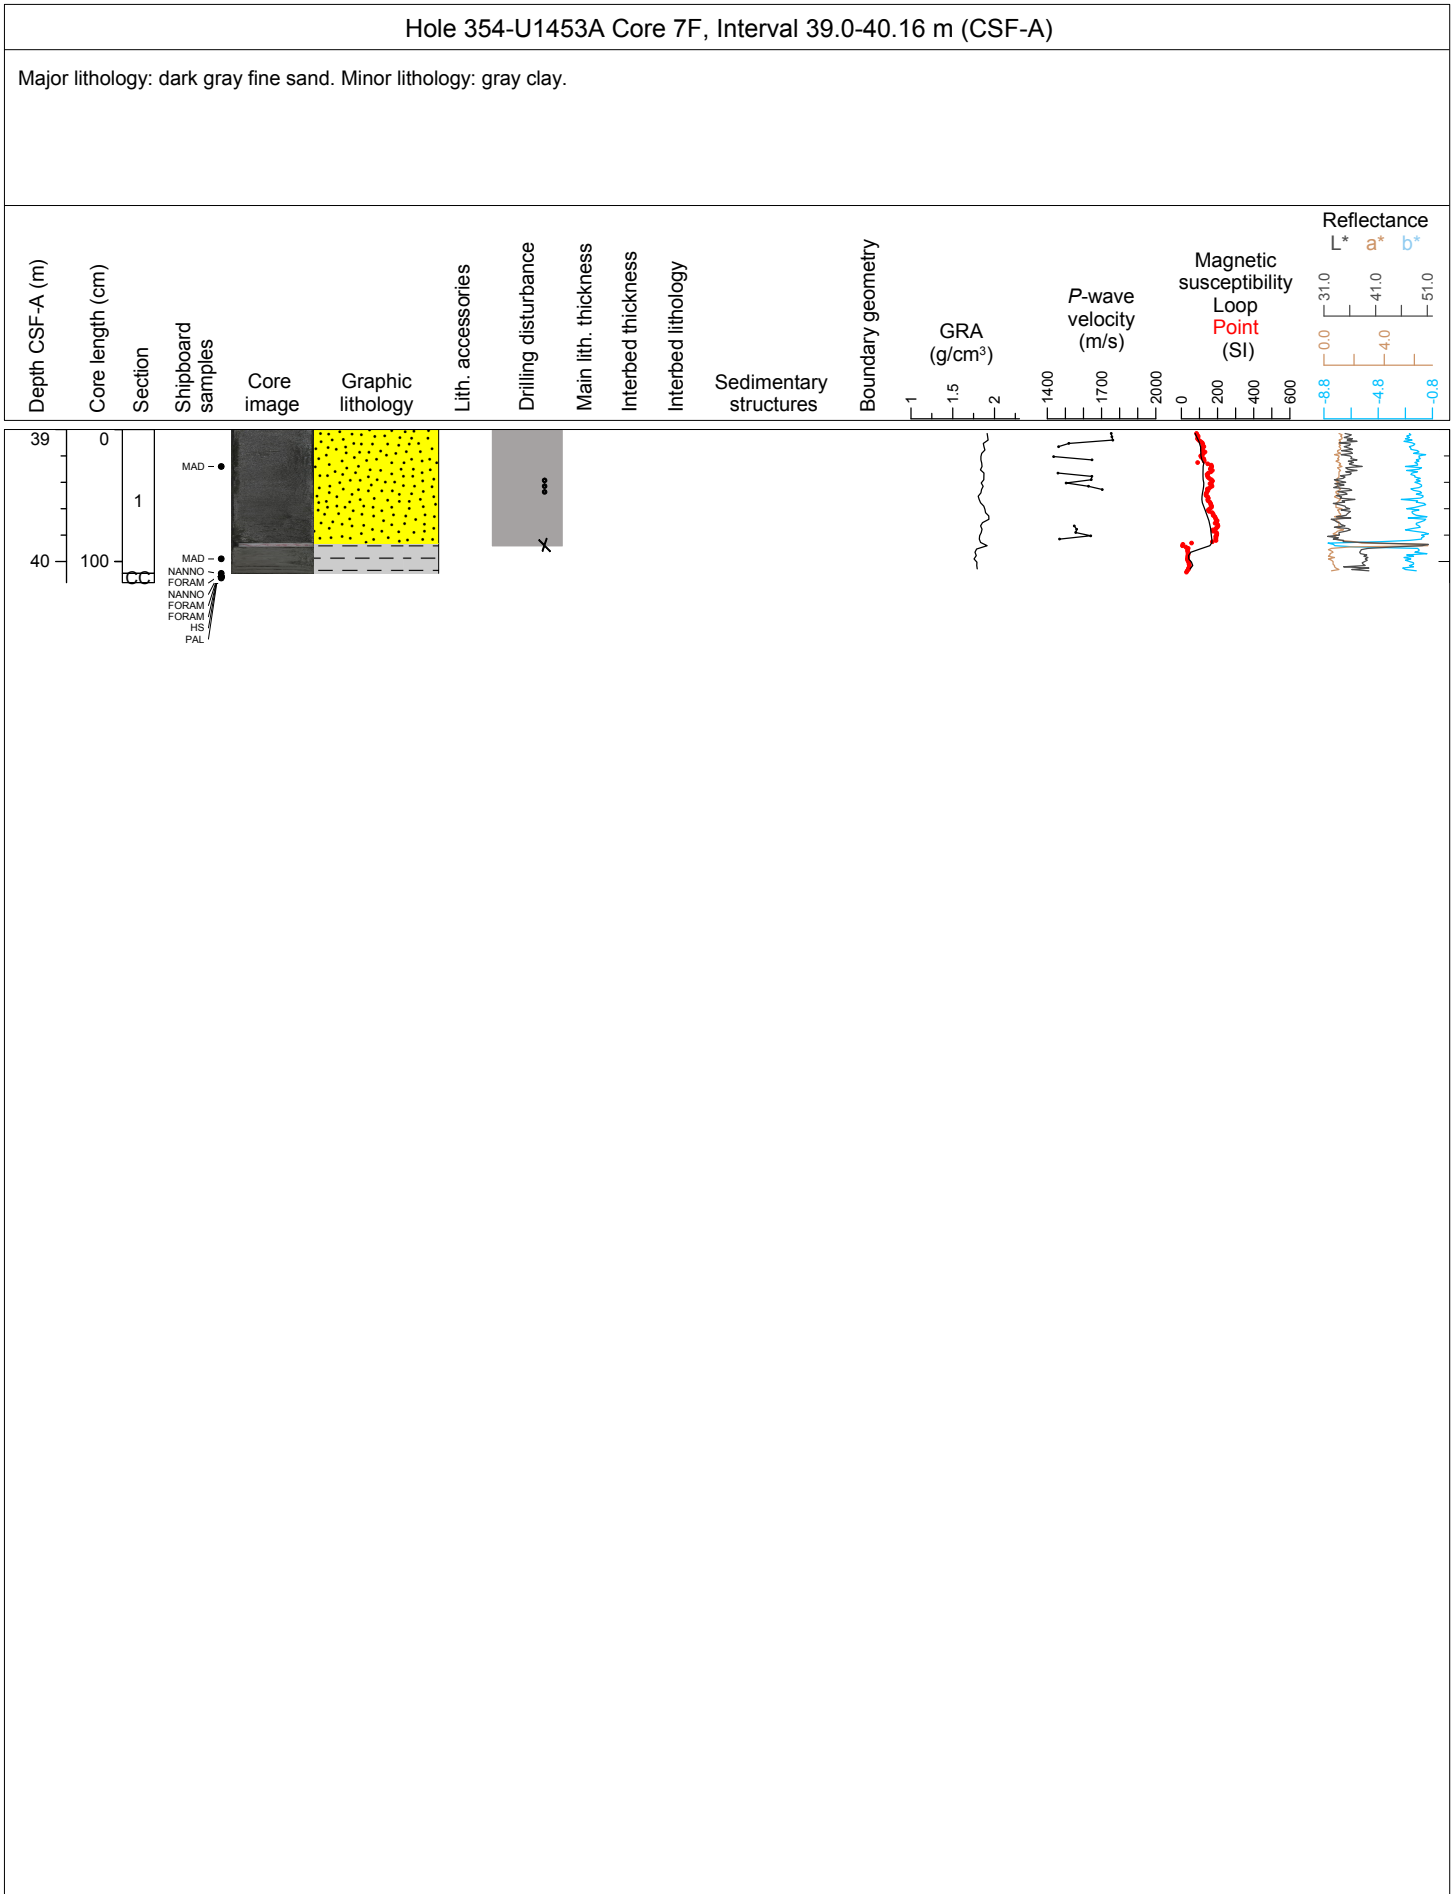 Hole 354-U1453A Core 7F, Interval 39.0-40.16 m (CSF-A)
Major lithology: dark gray fine sand. Minor lithology: gray clay.
Depth CSF-A (m)
Core length (cm)
Section
Shipboard
samples
Core
image
Graphic
lithology
Lith. accessories
Drilling disturbance
Main lith. thickness
Interbed thickness
Interbed lithology
Sedimentary
structures
Boundary geometry
GRA
(g/cm³)
1 1.5 2
P-wave
velocity
(m/s)
1400 1700 2000
Magnetic
susceptibility
Loop
Point
(SI)
0 200 400 600
Reflectance
L* a* b*
31.0 41.0 51.0
0.0 4.0
-8.8 -4.8 -0.8
39 0
MAD
1
40 100
MAD
CC
NANNO
FORAM
NANNO
FORAM
FORAM
HS
PAL